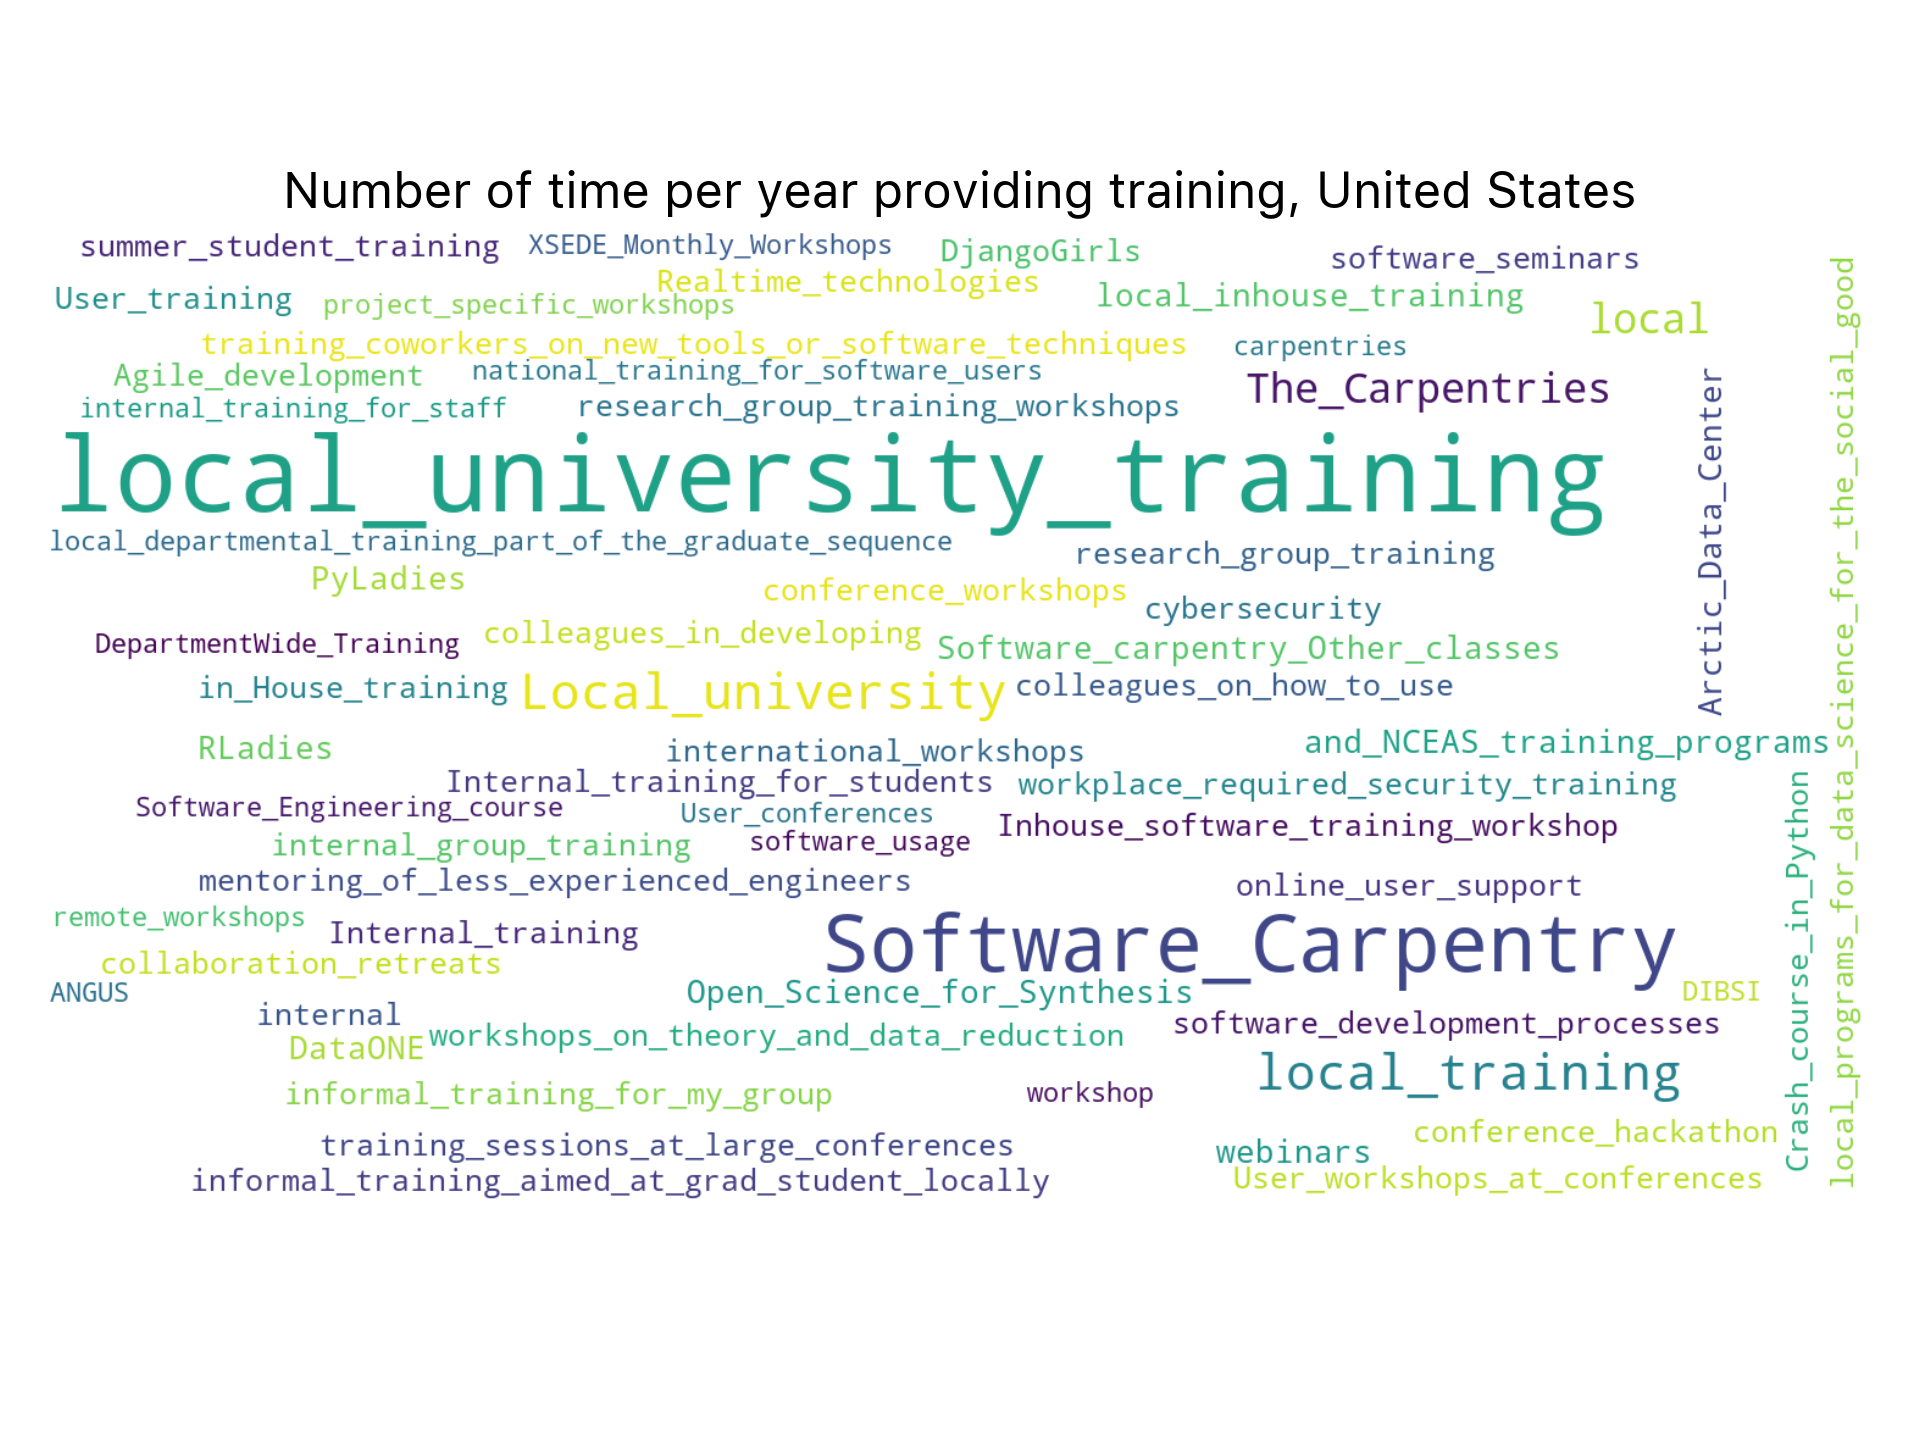 Number of time per year providing training, United States
summer_student_training
XSEDE_Monthly_Workshops
DjangoGirls
software_seminars
Realtime_technologies
User_training
project_specific_workshops
local_inhouse_training
local
training_coworkers_on_new_tools_or_software_techniques
carpentries
Agile_development
national_training_for_software_users
The_Carpentries
internal_training_for_staff
research_group_training_workshops
local_university_training
Arctic_Data_Center
local_programs_for_data_science_for_the_social_good
local_departmental_training_part_of_the_graduate_sequence
research_group_training
PyLadies
conference_workshops
cybersecurity
DepartmentWide_Training
colleagues_in_developing
Software_carpentry_Other_classes
in_House_training
Local_university
colleagues_on_how_to_use
RLadies
international_workshops
and_NCEAS_training_programs
Internal_training_for_students
workplace_required_security_training
Software_Engineering_course
User_conferences
Inhouse_software_training_workshop
internal_group_training
software_usage
Crash_course_in_Python
mentoring_of_less_experienced_engineers
online_user_support
remote_workshops
Internal_training
Software_Carpentry
collaboration_retreats
ANGUS
Open_Science_for_Synthesis
DIBSI
internal
software_development_processes
DataONE
workshops_on_theory_and_data_reduction
local_training
informal_training_for_my_group
workshop
training_sessions_at_large_conferences
webinars
conference_hackathon
informal_training_aimed_at_grad_student_locally
User_workshops_at_conferences